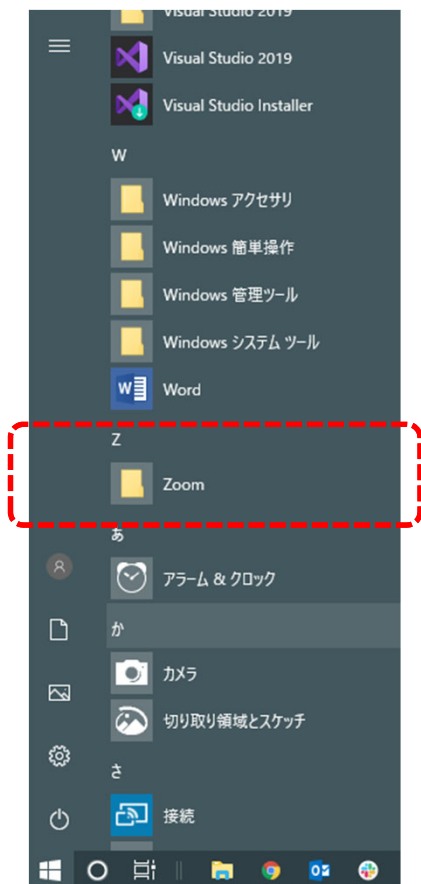 Visual Studio 2019
Visual Studio 2019
Visual Studio Installer
W
Windows アクセサリ
Windows 簡単操作
Windows 管理ツール
Windows システム ツール
Word
Z
Zoom
あ
アラーム & クロック
か
カメラ
切り取り領域とスケッチ
さ
接続